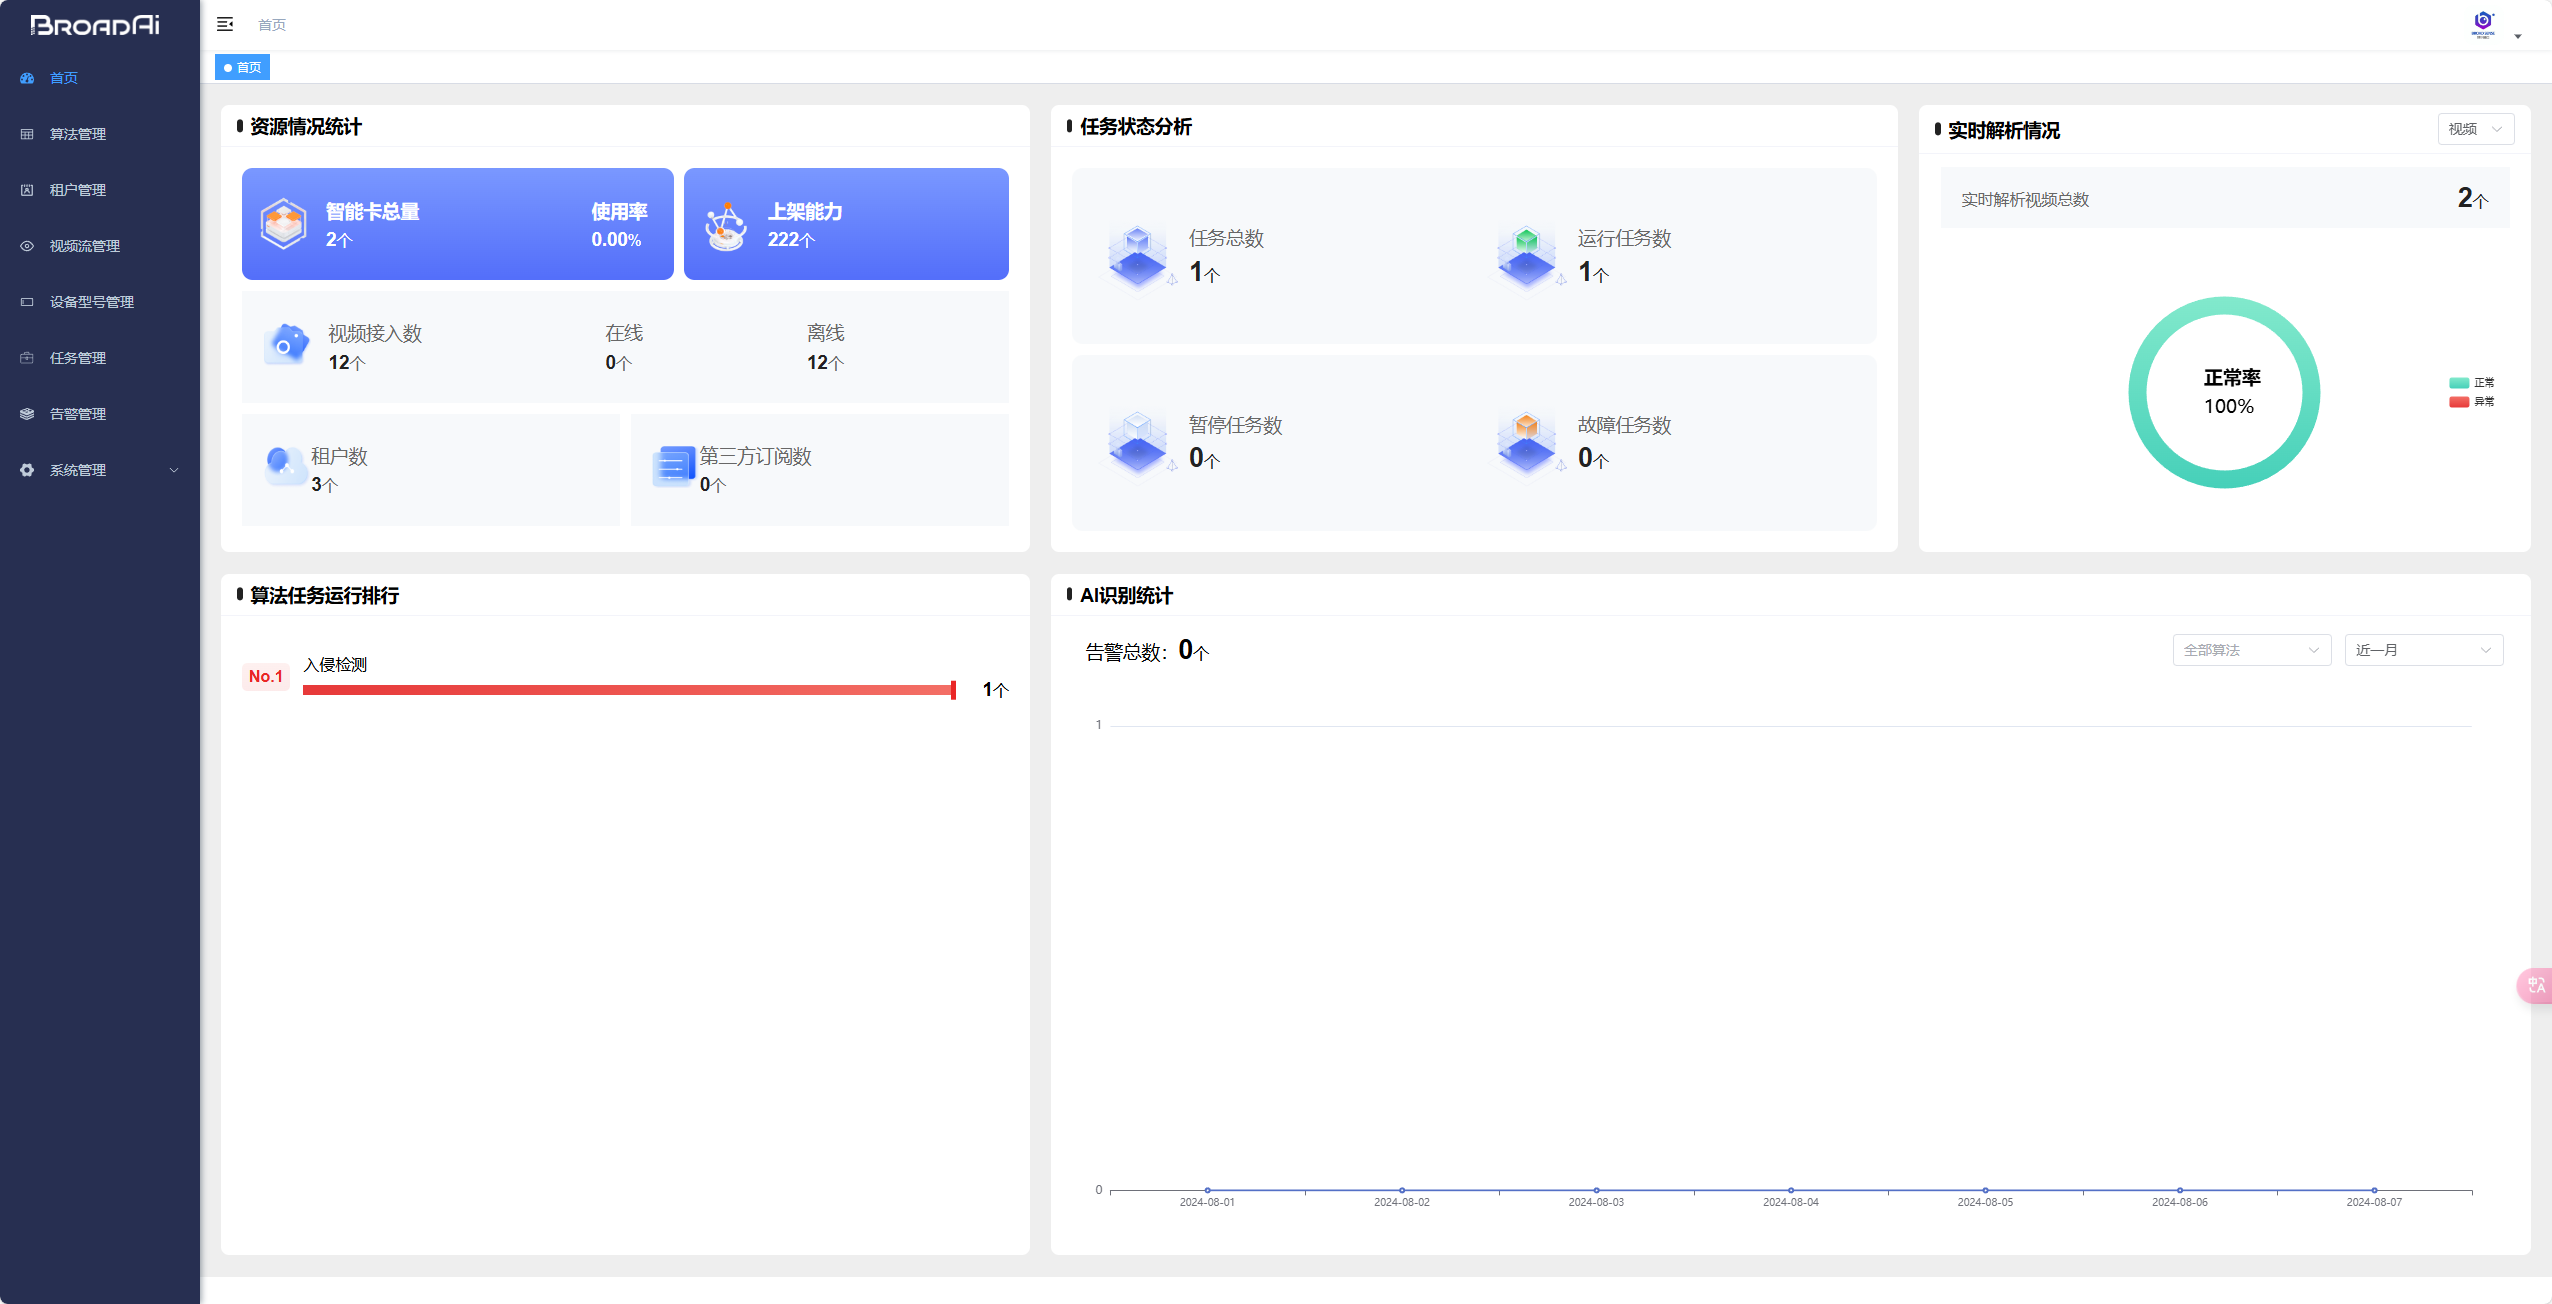 BROADAi
首页
首页
首页
算法管理
租户管理
视频流管理
设备型号管理
任务管理
告警管理
系统管理
资源情况统计
智能卡总量
2个
使用率
0.00%
上架能力
222个
视频接入数
12个
在线
0个
离线
12个
租户数
3个
第三方订阅数
0个
任务状态分析
任务总数
1个
运行任务数
1个
暂停任务数
0个
故障任务数
0个
实时解析情况
视频
实时解析视频总数
2个
正常率
100%
正常
异常
算法任务运行排行
No.1
入侵检测
1个
AI识别统计
告警总数：0个
全部算法
近一月
1
0
2024-08-01
2024-08-02
2024-08-03
2024-08-04
2024-08-05
2024-08-06
2024-08-07